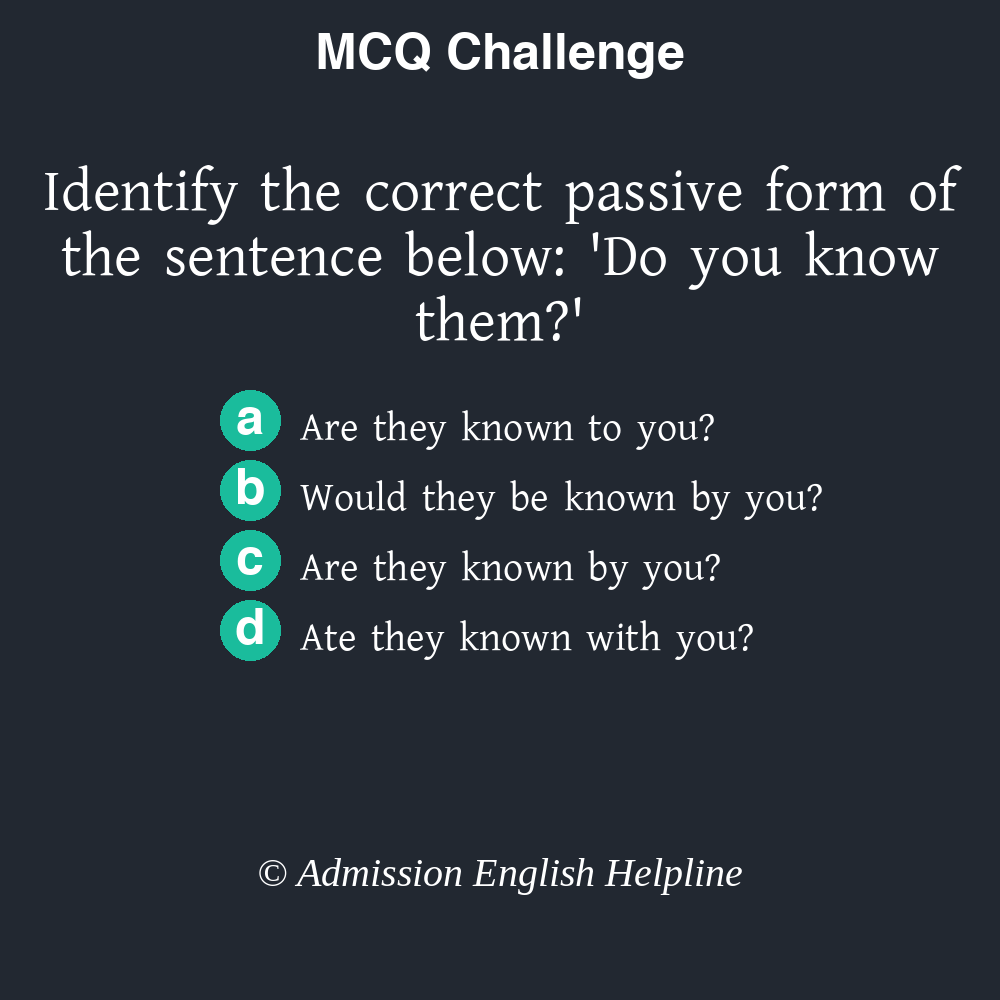 MCQ Challenge
Identify the correct passive form of
the sentence below: 'Do you know
them?'
a Are they known to you?
b Would they be known by you?
c Are they known by you?
d Ate they known with you?
© Admission English Helpline